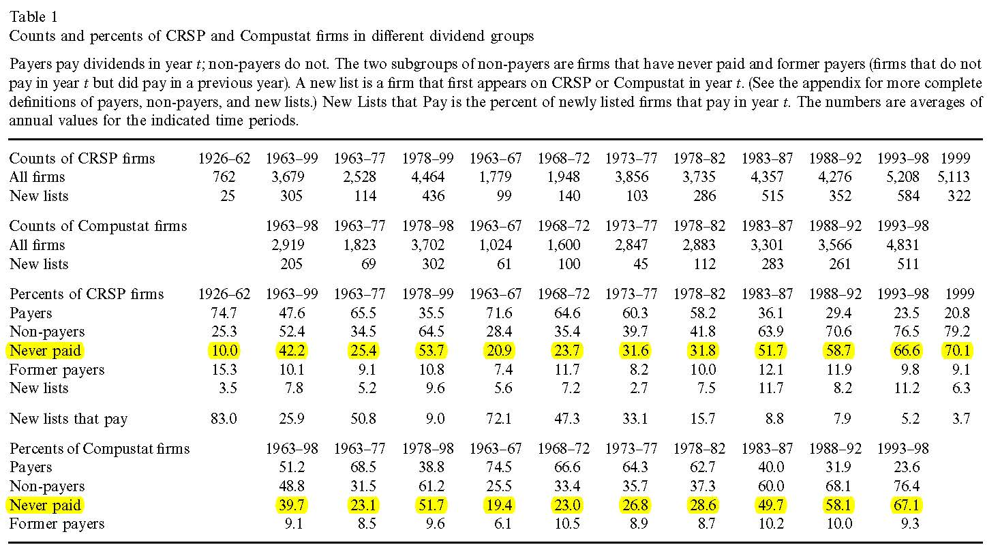 Table 1
Counts and percents of CRSP and Compustat firms in different dividend groups
Payers pay dividends in year t; non-payers do not. The two subgroups of non-payers are firms that have never paid and former payers (firms that do not
pay in year t but did pay in a previous year). A new list is a firm that first appears on CRSP or Compustat in year t. (See the appendix for more complete
definitions of payers, non-payers, and new lists.) New Lists that Pay is the percent of newly listed firms that pay in year t. The numbers are averages of
annual values for the indicated time periods.
Counts of CRSP firms 1926–62 1963–99 1963–77 1978–99 1963–67 1968–72 1973–77 1978–82 1983–87 1988–92 1993–98 1999
All firms 762 3,679 2,528 4,464 1,779 1,948 3,856 3,735 4,357 4,276 5,208 5,113
New lists 25 305 114 436 99 140 103 286 515 352 584 322
Counts of Compustat firms 1963–98 1963–77 1978–98 1963–67 1968–72 1973–77 1978–82 1983–87 1988–92 1993–98
All firms 2,919 1,823 3,702 1,024 1,600 2,847 2,883 3,301 3,566 4,831
New lists 205 69 302 61 100 45 112 283 261 511
Percents of CRSP firms 1926–62 1963–99 1963–77 1978–99 1963–67 1968–72 1973–77 1978–82 1983–87 1988–92 1993–98 1999
Payers 74.7 47.6 65.5 35.5 71.6 64.6 60.3 58.2 36.1 29.4 23.5 20.8
Non-payers 25.3 52.4 34.5 64.5 28.4 35.4 39.7 41.8 63.9 70.6 76.5 79.2
Never paid 10.0 42.2 25.4 53.7 20.9 23.7 31.6 31.8 51.7 58.7 66.6 70.1
Former payers 15.3 10.1 9.1 10.8 7.4 11.7 8.2 10.0 12.1 11.9 9.8 9.1
New lists 3.5 7.8 5.2 9.6 5.6 7.2 2.7 7.5 11.7 8.2 11.2 6.3
New lists that pay 83.0 25.9 50.8 9.0 72.1 47.3 33.1 15.7 8.8 7.9 5.2 3.7
Percents of Compustat firms 1963–98 1963–77 1978–98 1963–67 1968–72 1973–77 1978–82 1983–87 1988–92 1993–98
Payers 51.2 68.5 38.8 74.5 66.6 64.3 62.7 40.0 31.9 23.6
Non-payers 48.8 31.5 61.2 25.5 33.4 35.7 37.3 60.0 68.1 76.4
Never paid 39.7 23.1 51.7 19.4 23.0 26.8 28.6 49.7 58.1 67.1
Former payers 9.1 8.5 9.6 6.1 10.5 8.9 8.7 10.2 10.0 9.3